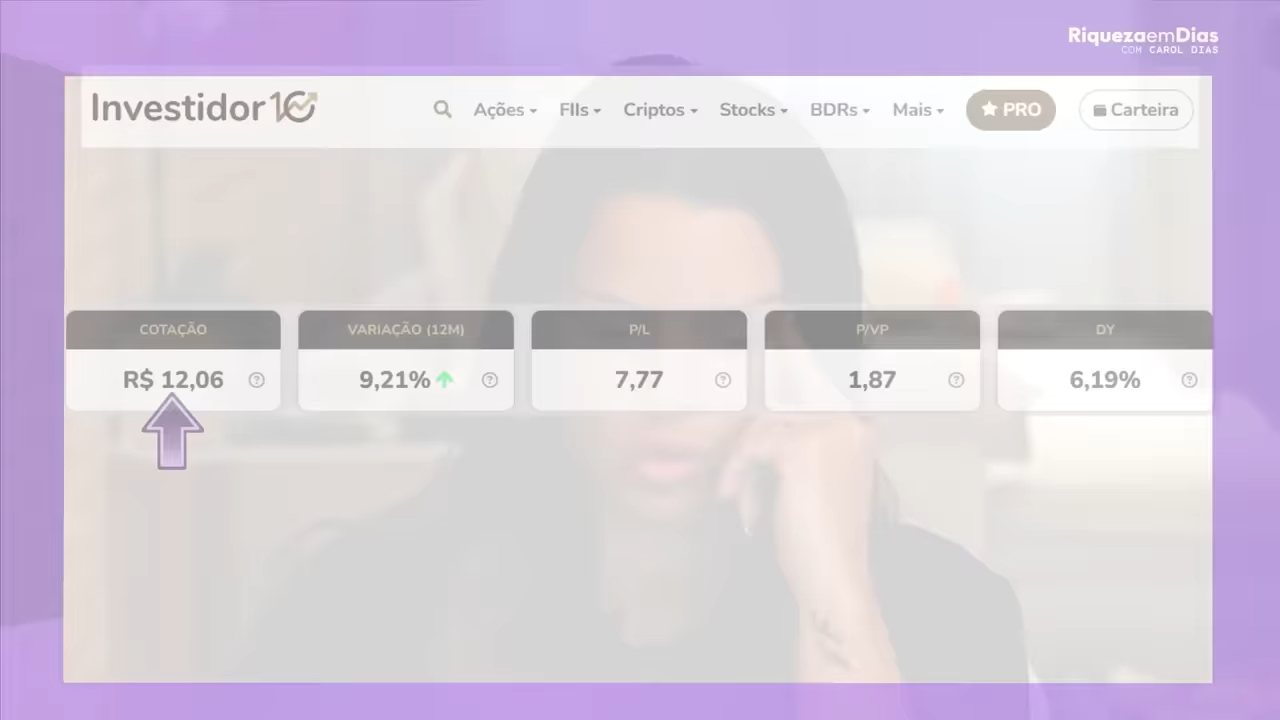 RiquezaemDias
COM CAROL DIAS
Investidor10
Ações
FIIs
Criptos
Stocks
BDRs
Mais
PRO
Carteira
COTAÇÃO
R$ 12,06
VARIAÇÃO (12M)
9,21%
P/L
7,77
P/VP
1,87
DY
6,19%